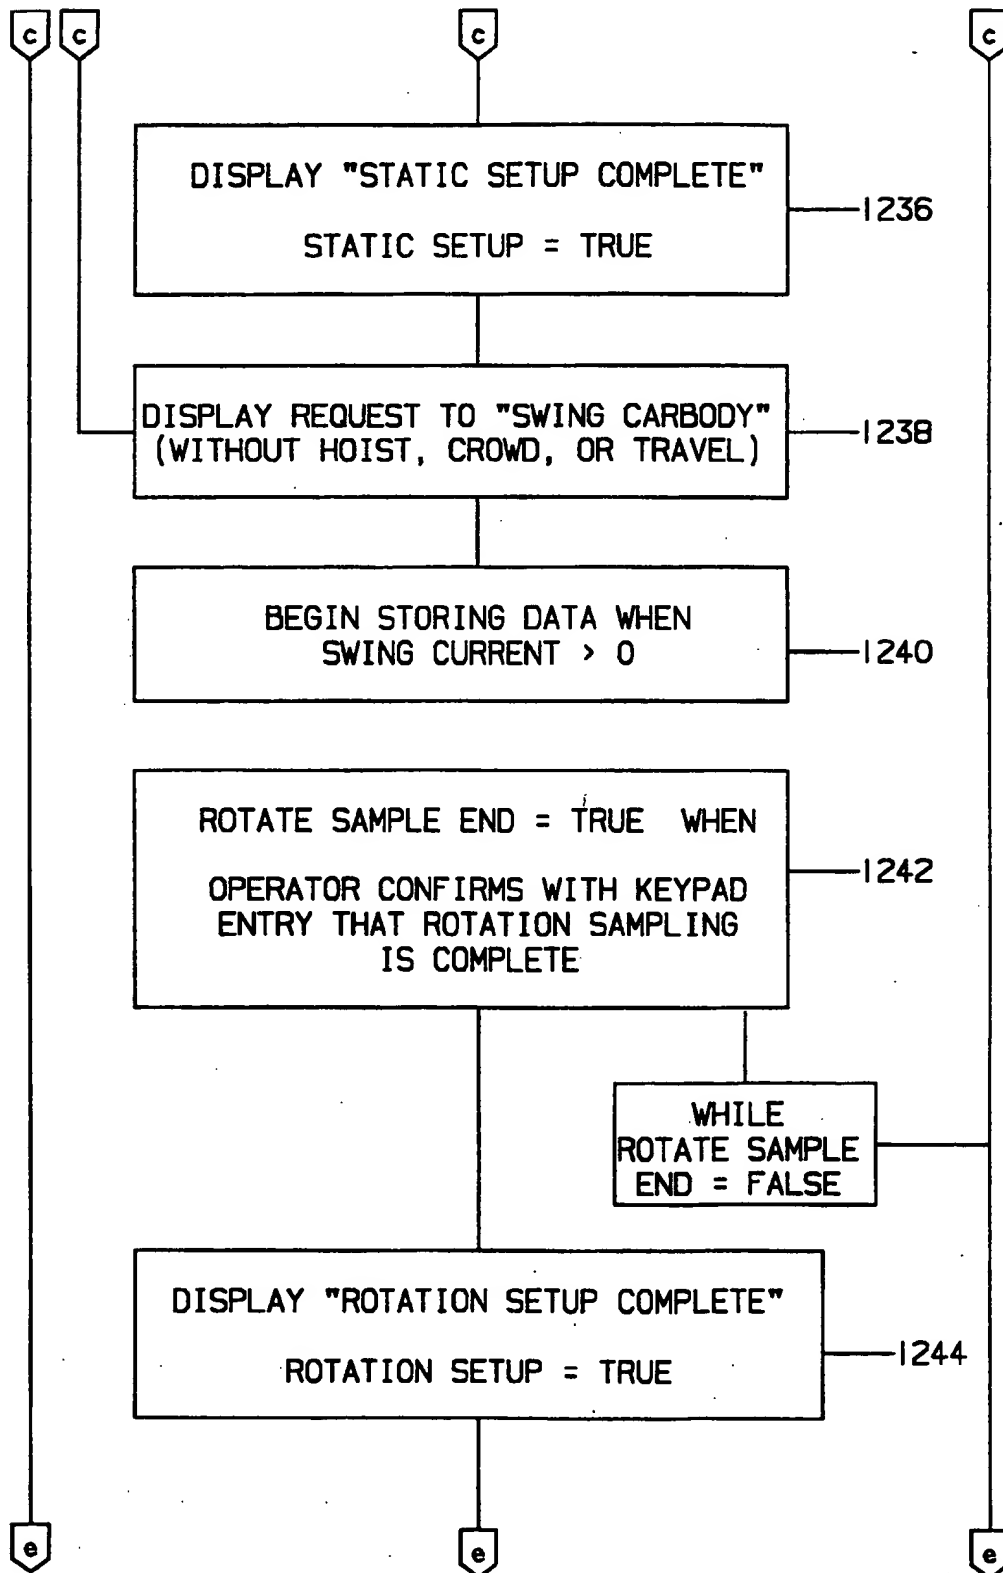 c c c c
DISPLAY "STATIC SETUP COMPLETE"
STATIC SETUP = TRUE
1236
DISPLAY REQUEST TO "SWING CARBODY"
(WITHOUT HOIST, CROWD, OR TRAVEL)
1238
BEGIN STORING DATA WHEN
SWING CURRENT > 0
1240
ROTATE SAMPLE END = TRUE WHEN
OPERATOR CONFIRMS WITH KEYPAD
ENTRY THAT ROTATION SAMPLING
IS COMPLETE
1242
WHILE
ROTATE SAMPLE
END = FALSE
DISPLAY "ROTATION SETUP COMPLETE"
ROTATION SETUP = TRUE
1244
e e e